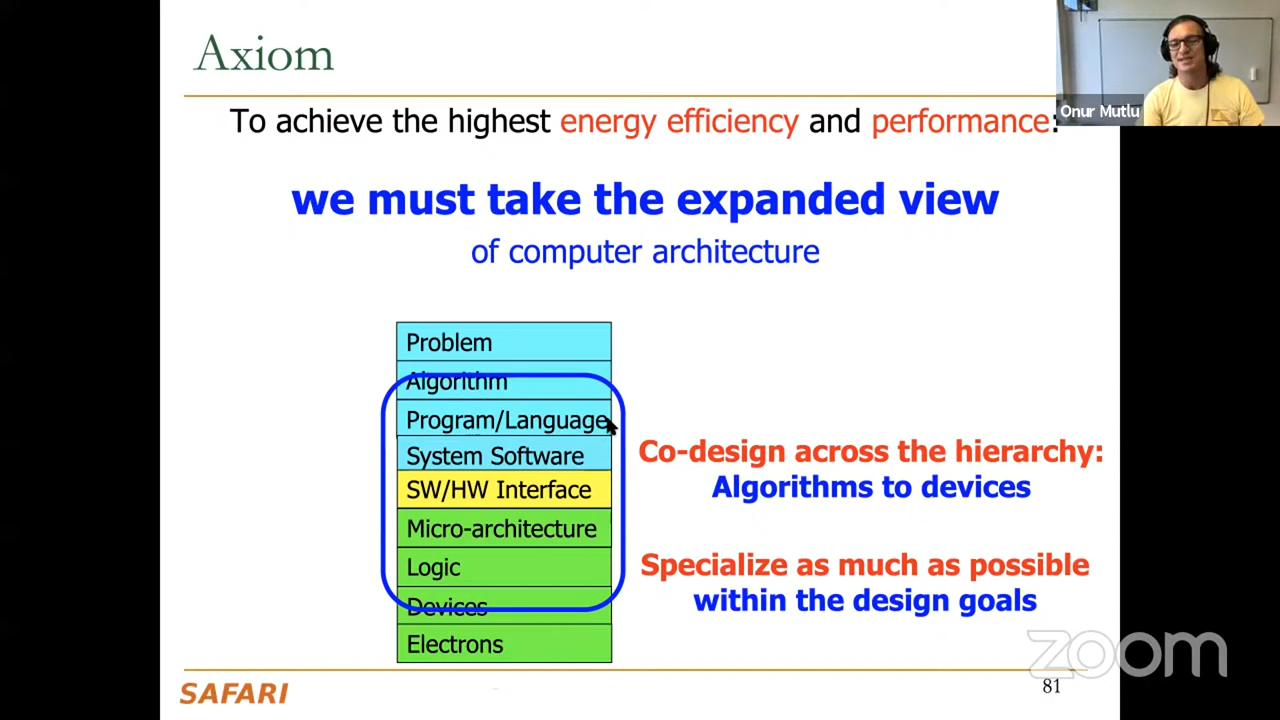 Axiom
Onur Mutlu
To achieve the highest energy efficiency and performance:
we must take the expanded view
of computer architecture
Problem
Algorithm
Program/Language
System Software
SW/HW Interface
Micro-architecture
Logic
Devices
Electrons
Co-design across the hierarchy:
Algorithms to devices
Specialize as much as possible
within the design goals
zoom
SAFARI
81